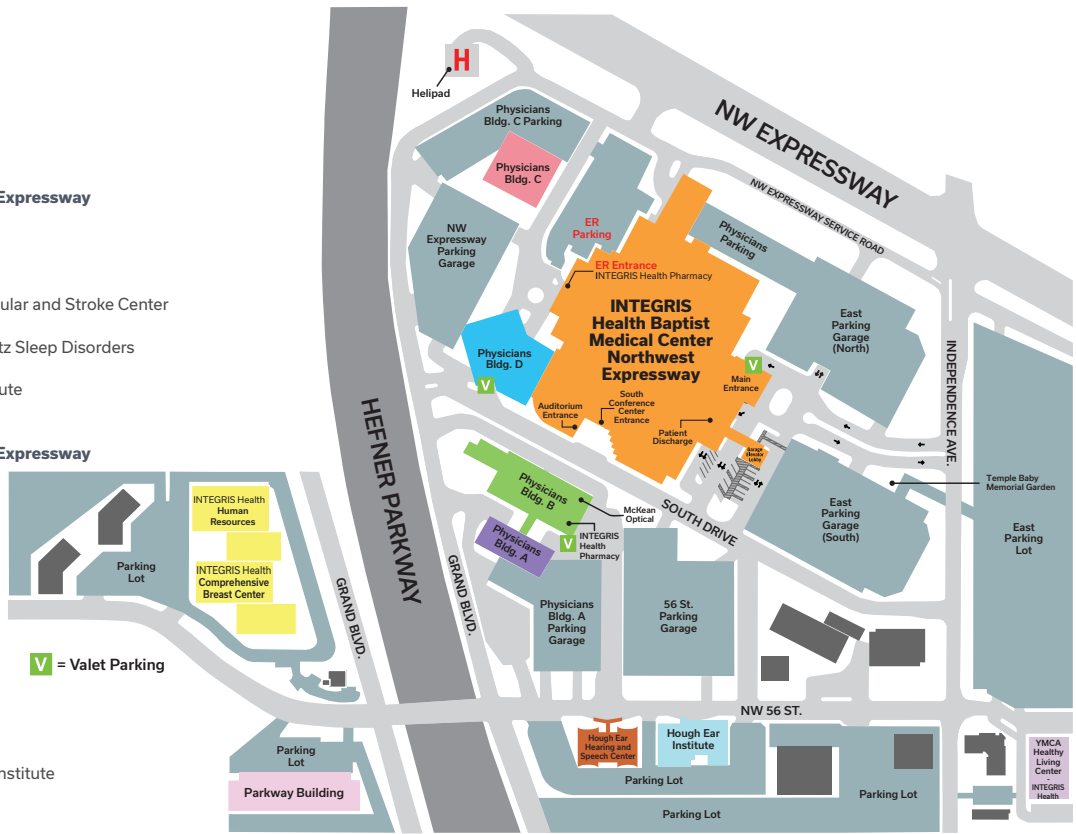 Expressway
ular and Stroke Center
tz Sleep Disorders
ute
Expressway
H
Helipad
Physicians
Bldg. C Parking
Physicians
Bldg. C
NW EXPRESSWAY
NW EXPRESSWAY SERVICE ROAD
NW
Expressway
Parking
Garage
ER
Parking
Physicians
Parking
ER Entrance
INTEGRIS Health Pharmacy
INTEGRIS
Health Baptist
Medical Center
Northwest
Expressway
East
Parking
Garage
(North)
Physicians
Bldg. D
V
V
Main
Entrance
Auditorium
Entrance
South
Conference
Center
Entrance
Patient
Discharge
Garage
Elevator
Lobby
INDEPENDENCE AVE.
HEFNER PARKWAY
Physicians
Bldg. B
McKean
Optical
SOUTH DRIVE
Temple Baby
Memorial Garden
East
Parking
Garage
(South)
East
Parking
Lot
Physicians
Bldg. A
V
INTEGRIS
Health
Pharmacy
INTEGRIS Health
Human
Resources
Parking
Lot
INTEGRIS Health
Comprehensive
Breast Center
GRAND BLVD.
GRAND BLVD.
Physicians
Bldg. A
Parking
Garage
56 St.
Parking
Garage
V = Valet Parking
NW 56 ST.
Hough Ear
Hearing and
Speech Center
Hough Ear
Institute
Parking
Lot
nstitute
Parkway Building
Parking Lot
Parking Lot
Parking Lot
YMCA
Healthy
Living
Center
-
INTEGRIS
Health